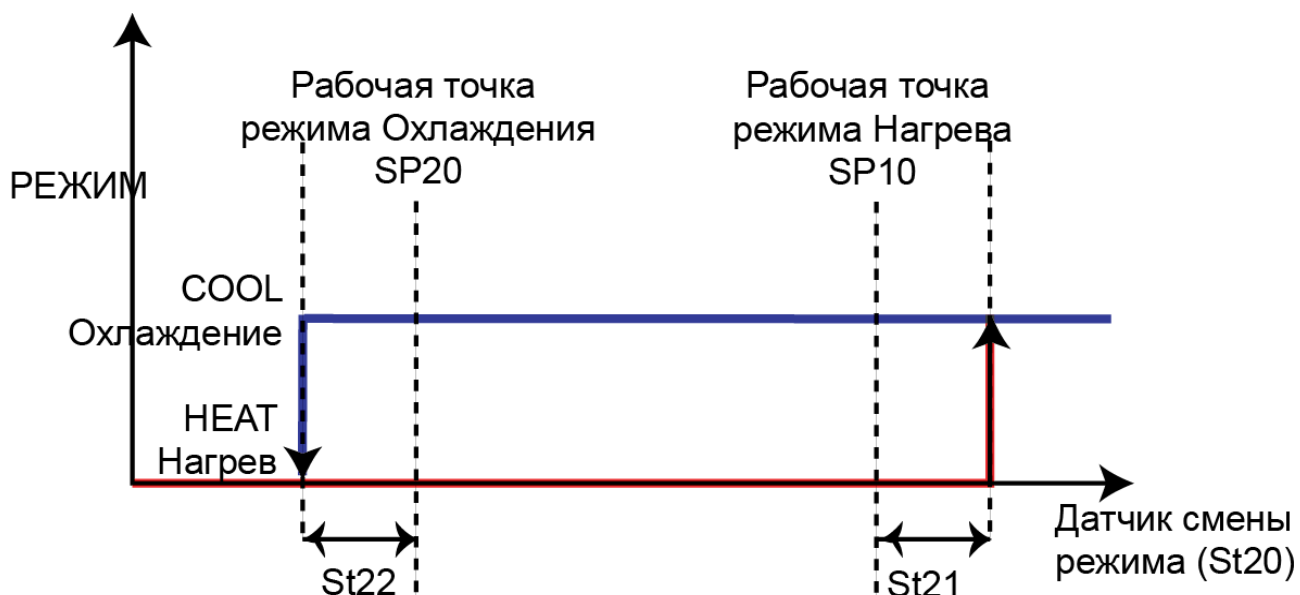 Рабочая точка
режима Охлаждения
SP20
Рабочая точка
режима Нагрева
SP10
РЕЖИМ
COOL
Охлаждение
HEAT
Нагрев
St22
St21
Датчик смены
режима (St20)